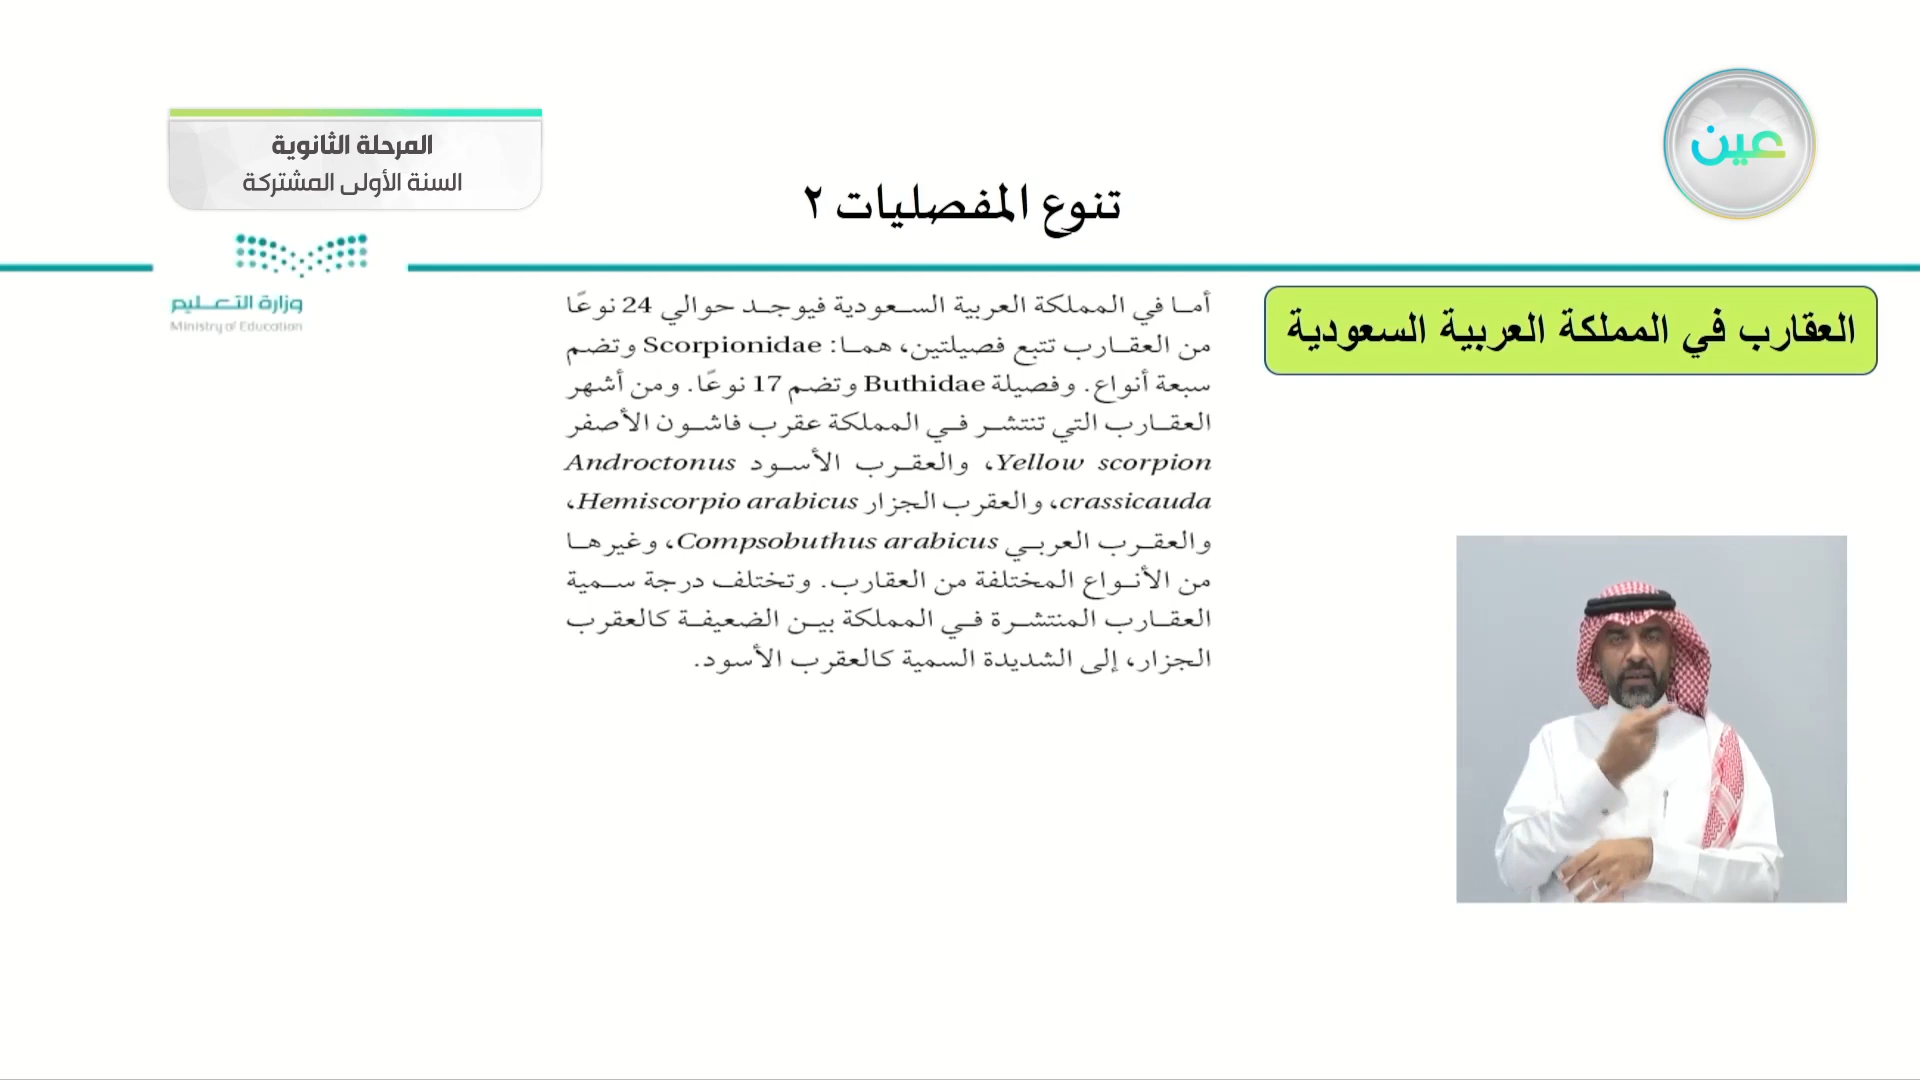 عين
المرحلة الثانوية
السنة الأولى المشتركة
تنوع المفصليات ٢
وزارة التعليم
Ministry of Education
العقارب في المملكة العربية السعودية
أما في المملكة العربية السعودية فيوجد حوالي 24 نوعًا
من العقارب تتبع فصيلتين، هما: Scorpionidae وتضم
سبعة أنواع. وفصيلة Buthidae وتضم 17 نوعًا. ومن أشهر
العقارب التي تنتشر في المملكة عقرب فاشون الأصفر
Yellow scorpion، والعقرب الأسود Androctonus
crassicauda، والعقرب الجزار Hemiscorpio arabicus،
والعقرب العربي Compsobuthus arabicus، وغيرها
من الأنواع المختلفة من العقارب. وتختلف درجة سمية
العقارب المنتشرة في المملكة بين الضعيفة كالعقرب
الجزار، إلى الشديدة السمية كالعقرب الأسود.